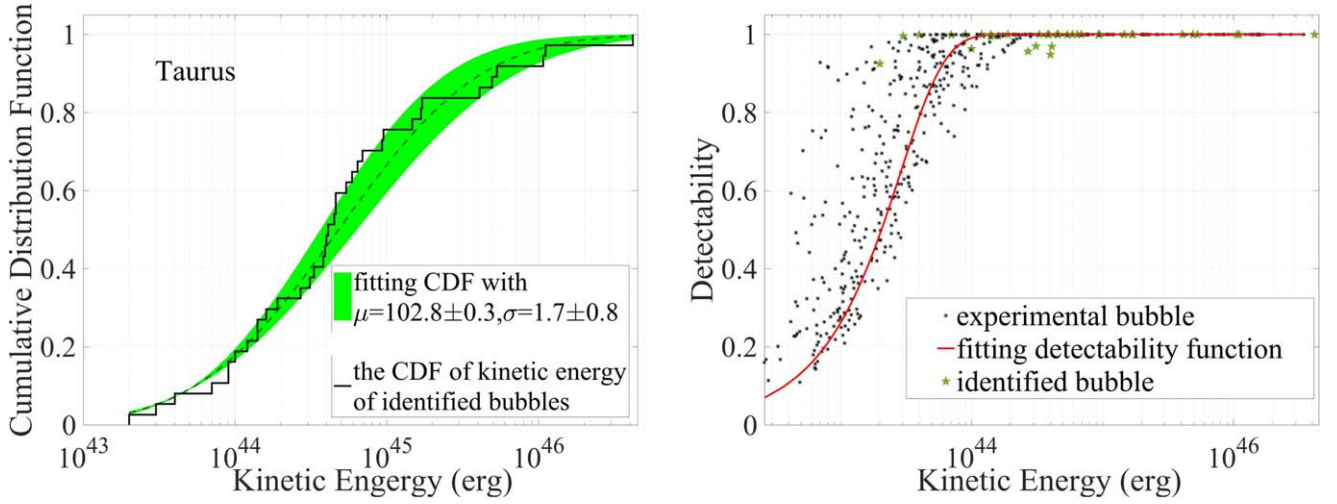 Cumulative Distribution Function
1
0.8
0.6
0.4
0.2
0
Taurus
fitting CDF with
μ=102.8±0.3,σ=1.7±0.8
the CDF of kinetic energy
of identified bubbles
10^43
10^44
10^45
10^46
Kinetic Engergy (erg)
Detectability
1
0.8
0.6
0.4
0.2
0
experimental bubble
fitting detectability function
identified bubble
10^44
10^46
Kinetic Energy (erg)